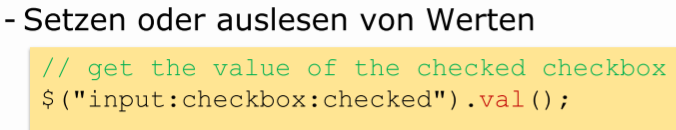 - Setzen oder auslesen von Werten
// get the value of the checked checkbox
$("input:checkbox:checked").val();